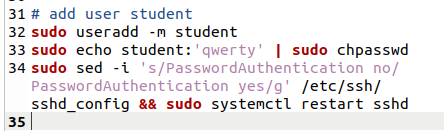 31 # add user student
32 sudo useradd -m student
33 sudo echo student:'qwerty' | sudo chpasswd
34 sudo sed -i 's/PasswordAuthentication no/
PasswordAuthentication yes/g' /etc/ssh/
sshd_config && sudo systemctl restart sshd
35